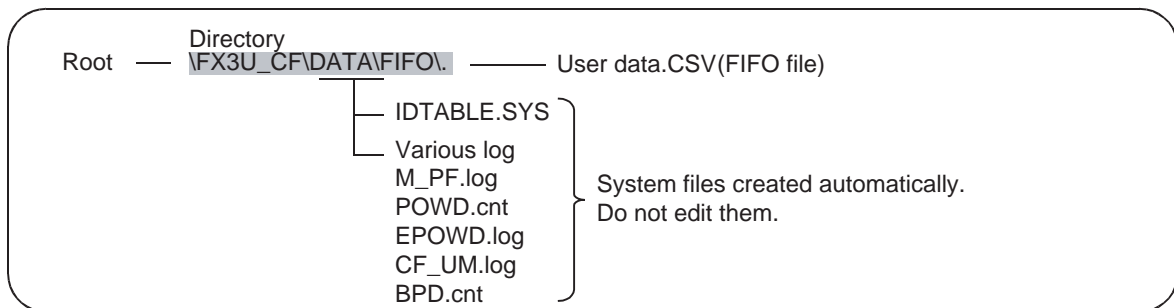 Directory
Root \FX3U_CF\DATA\FIFO\. User data.CSV(FIFO file)
IDTABLE.SYS
Various log
M_PF.log
POWD.cnt
EPOWD.log
CF_UM.log
BPD.cnt
System files created automatically.
Do not edit them.